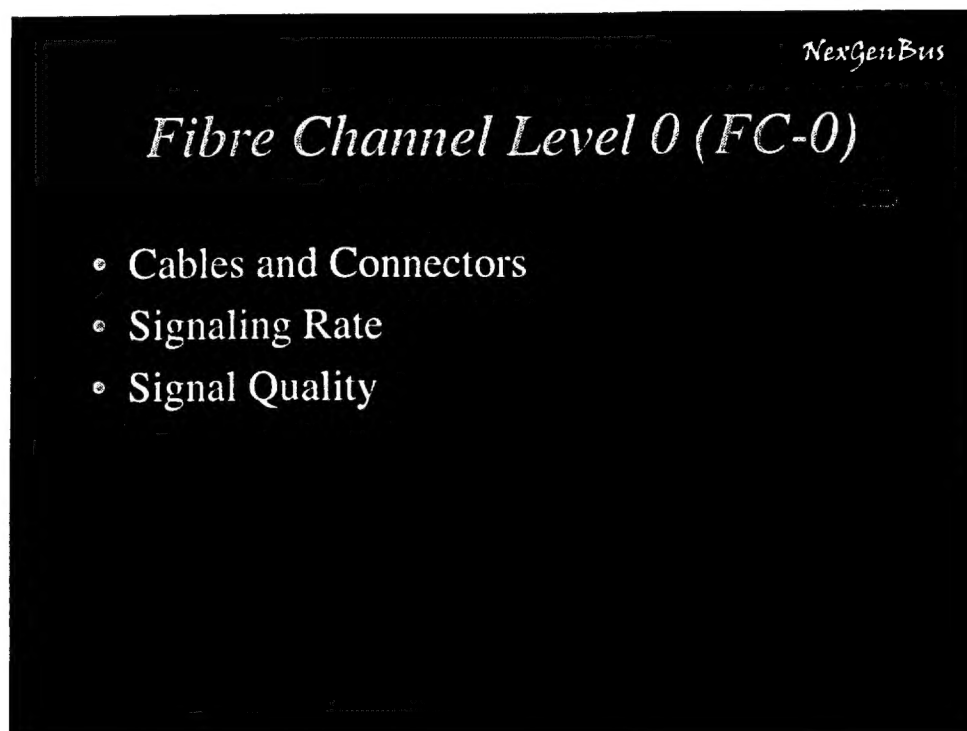 NexGenBus
Fibre Channel Level 0 (FC-0)
• Cables and Connectors
• Signaling Rate
• Signal Quality